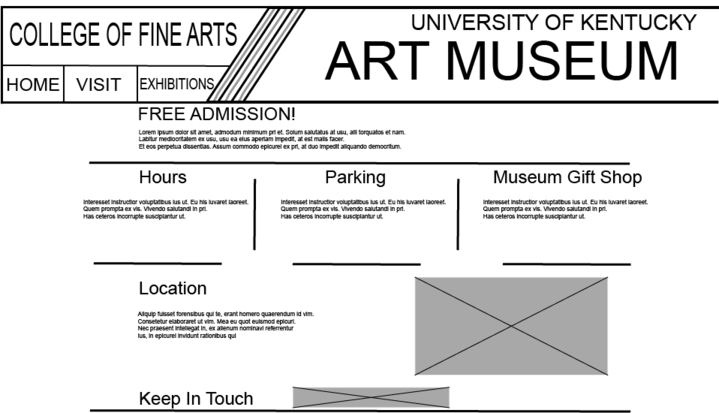 COLLEGE OF FINE ARTS
UNIVERSITY OF KENTUCKY
ART MUSEUM
HOME
VISIT
EXHIBITIONS
FREE ADMISSION!
Lorem ipsum dolor sit amet, admodum minimum pri et. Solum salutatus at usu, alii torquatos et nam.
Labitur mediocritatem ex usu, usu ea eius aperiam impedit, at est malis facer.
Et eos perpetua dissentias. Assum commodo epicurei ex pri, at duo impedit aliquando democritum.
Hours
Interesset instructior voluptatibus ius ut. Eu his iuvaret laoreet.
Quem prompta ex vis. Vivendo salutandi in pri.
Has ceteros incorrupte suscipiantur ut.
Parking
Interesset instructior voluptatibus ius ut. Eu his iuvaret laoreet.
Quem prompta ex vis. Vivendo salutandi in pri.
Has ceteros incorrupte suscipiantur ut.
Museum Gift Shop
Interesset instructior voluptatibus ius ut. Eu his iuvaret laoreet.
Quem prompta ex vis. Vivendo salutandi in pri.
Has ceteros incorrupte suscipiantur ut.
Location
Aliquip fuisset forensibus qui te, erant homero quaerendum id vim.
Consetetur elaboraret ut vim. Mea eu quot euismod epicuri.
Nec praesent intellegat in, ex alienum nominavi referrentur
ius, in epicurei invidunt rationibus qui
Keep In Touch